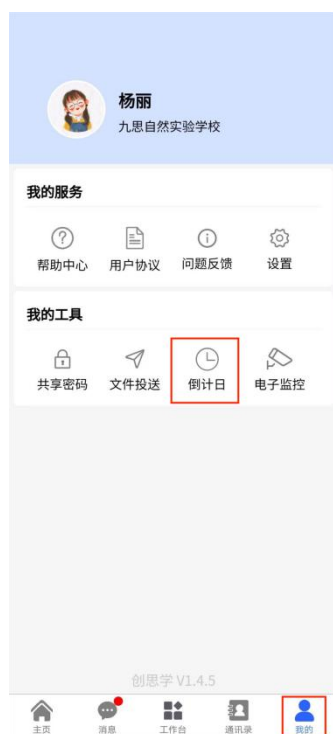 杨丽
九思自然实验学校
我的服务
帮助中心 用户协议 问题反馈 设置
我的工具
共享密码 文件投送 倒计日 电子监控
创思学 V1.4.5
主页 消息 工作台 通讯录 我的